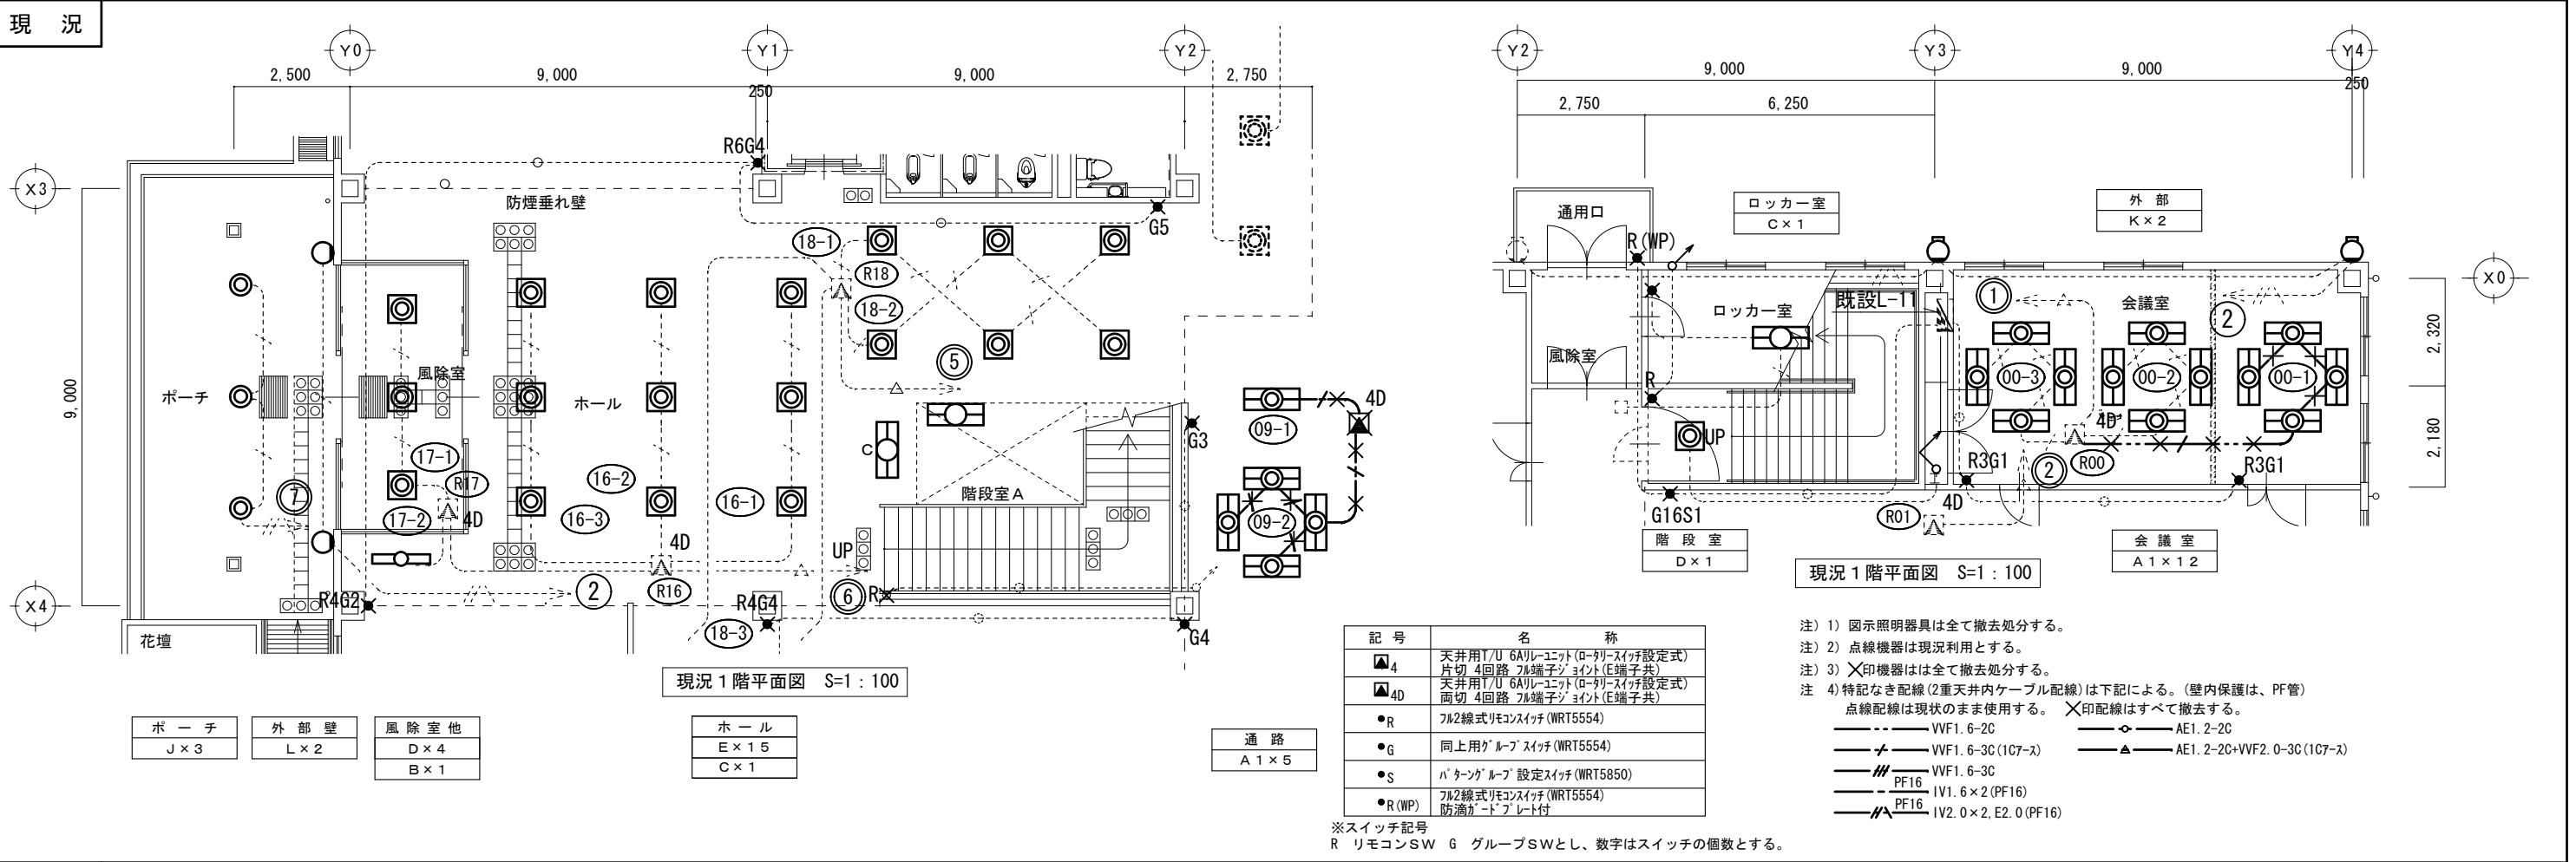 現 況
Y0
Y1
Y2
2,500
9,000
9,000
2,750
250
X3
X4
9,000
R6G4
防煙垂れ壁
G5
18-1
R18
18-2
5
ポーチ
風除室
ホール
C
G3
09-1
4D
09-2
階段室A
17-1
R17
17-2
4D
7
16-2
16-3
16-1
4D
R16
UP
6
R
2
R4G2
R4G4
18-3
G4
花壇
現況1階平面図 S=1:100
ポーチ
J×3
外部壁
L×2
風除室他
D×4
B×1
ホール
E×15
C×1
通路
A1×5
Y2
Y3
Y4
9,000
9,000
250
2,750
6,250
X0
2,320
2,180
通用口
R(WP)
ロッカー室
C×1
外部
K×2
ロッカー室
既設L-11
1
会議室
2
風除室
00-3
00-2
00-1
R
UP
4D
R00
2
R3G1
R3G1
G16S1
R01
4D
階段室
D×1
現況1階平面図 S=1:100
会議室
A1×12
記号 名称
4 天井用T/U 6Aリレーユニット(ロータリースイッチ設定式)
片切 4回路 フル端子ジョイント(E端子共)
4D 天井用T/U 6Aリレーユニット(ロータリースイッチ設定式)
両切 4回路 フル端子ジョイント(E端子共)
●R フル2線式リモコンスイッチ(WRT5554)
●G 同上用グループスイッチ(WRT5554)
●S パターングループ設定スイッチ(WRT5850)
●R(WP) フル2線式リモコンスイッチ(WRT5554)
防滴ガードプレート付
※スイッチ記号
R リモコンSW G グループSWとし、数字はスイッチの個数とする。
注)1) 図示照明器具は全て撤去処分する。
注)2) 点線機器は現況利用とする。
注)3) ╳印機器はは全て撤去処分する。
注 4)特記なき配線(2重天井内ケーブル配線)は下記による。(壁内保護は、PF管)
点線配線は現状のまま使用する。 ╳印配線はすべて撤去する。
VVF1.6-2C
AE1.2-2C
VVF1.6-3C(1Cアース)
AE1.2-2C+VVF2.0-3C(1Cアース)
VVF1.6-3C
PF16 IV1.6×2(PF16)
PF16 IV2.0×2,E2.0(PF16)